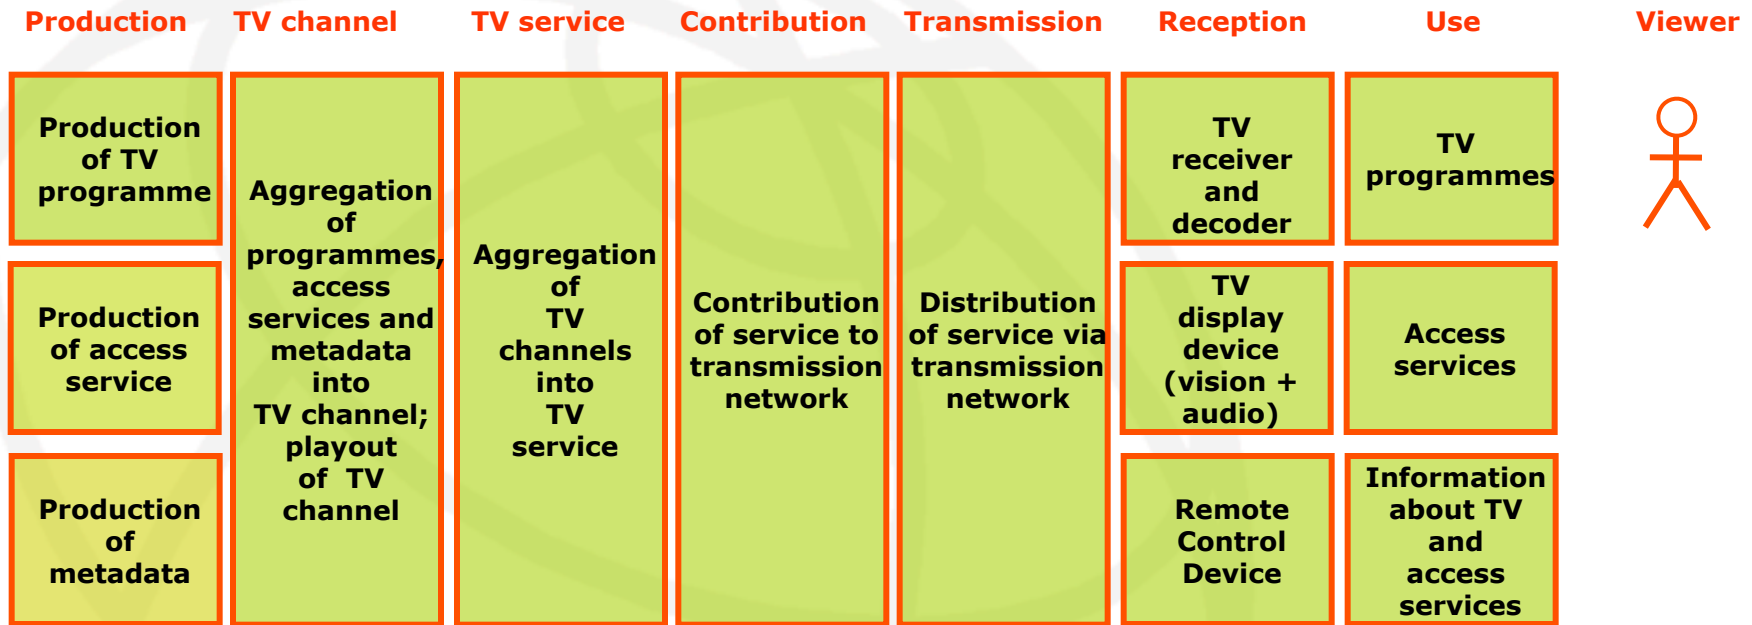 Production TV channel TV service Contribution Transmission Reception Use Viewer
Production
of TV
programme
Production
of access
service
Production
of
metadata
Aggregation
of
programmes,
access
services and
metadata
into
TV channel;
playout
of TV
channel
Aggregation
of
TV
channels
into
TV
service
Contribution
of service to
transmission
network
Distribution
of service via
transmission
network
TV
receiver
and
decoder
TV
display
device
(vision +
audio)
Remote
Control
Device
TV
programmes
Access
services
Information
about TV
and
access
services